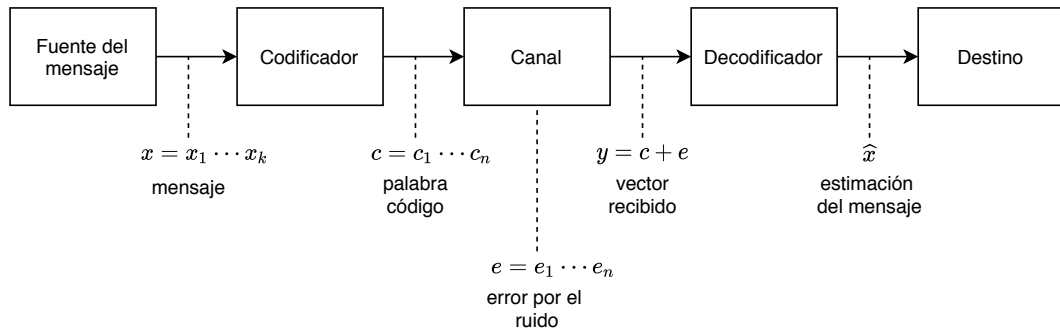 Fuente del
mensaje
Codificador
Canal
Decodificador
Destino
x = x₁ ⋯ xₖ
mensaje
c = c₁ ⋯ cₙ
palabra
código
y = c + e
vector
recibido
x̂
estimación
del mensaje
e = e₁ ⋯ eₙ
error por el
ruido